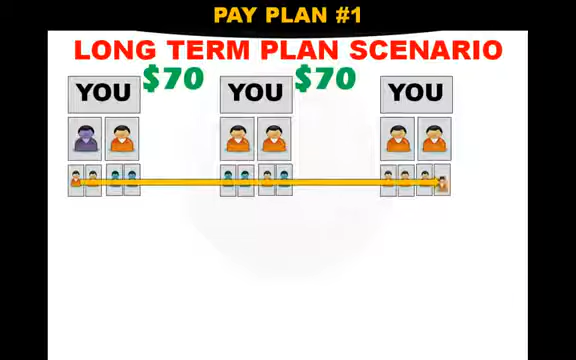 PAY PLAN #1
LONG TERM PLAN SCENARIO
YOU $70 YOU $70 YOU